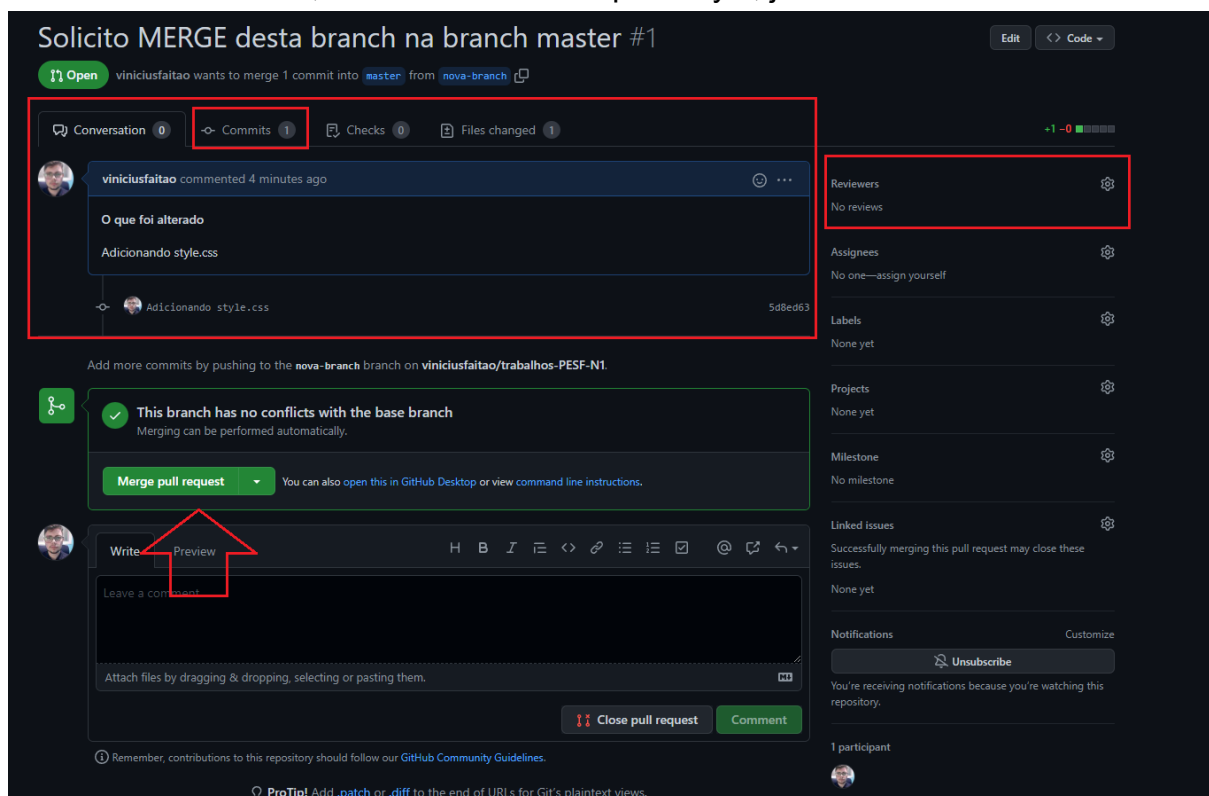 Solicito MERGE desta branch na branch master #1
Edit
Code
Open
viniciusfaitao wants to merge 1 commit into master from nova-branch
Conversation 0
Commits 1
Checks 0
Files changed 1
+1 −0
viniciusfaitao commented 4 minutes ago
O que foi alterado
Adicionando style.css
Adicionando style.css
5d8ed63
Add more commits by pushing to the nova-branch branch on viniciusfaitao/trabalhos-PESF-N1.
This branch has no conflicts with the base branch
Merging can be performed automatically.
Merge pull request
You can also open this in GitHub Desktop or view command line instructions.
Write
Preview
Leave a comment
Attach files by dragging & dropping, selecting or pasting them.
Close pull request
Comment
Remember, contributions to this repository should follow our GitHub Community Guidelines.
ProTip! Add .patch or .diff to the end of URLs for Git's plaintext views.
Reviewers
No reviews
Assignees
No one—assign yourself
Labels
None yet
Projects
None yet
Milestone
No milestone
Linked issues
Successfully merging this pull request may close these
issues.
None yet
Notifications
Customize
Unsubscribe
You're receiving notifications because you're watching this
repository.
1 participant